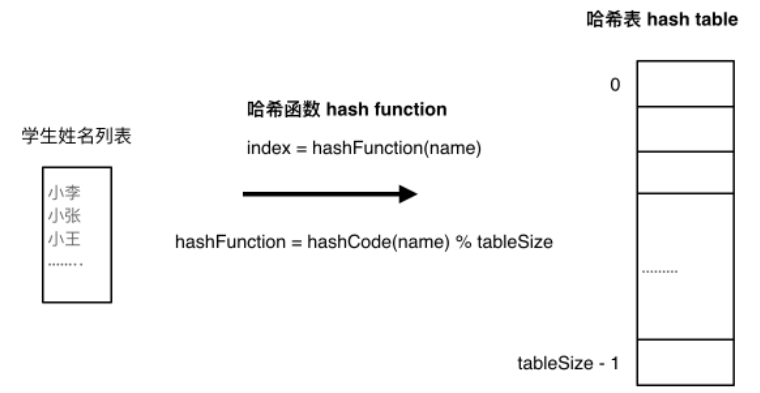 哈希表 hash table
0
哈希函数 hash function
学生姓名列表
index = hashFunction(name)
小李
小张
小王
........
hashFunction = hashCode(name) % tableSize
.........
tableSize - 1